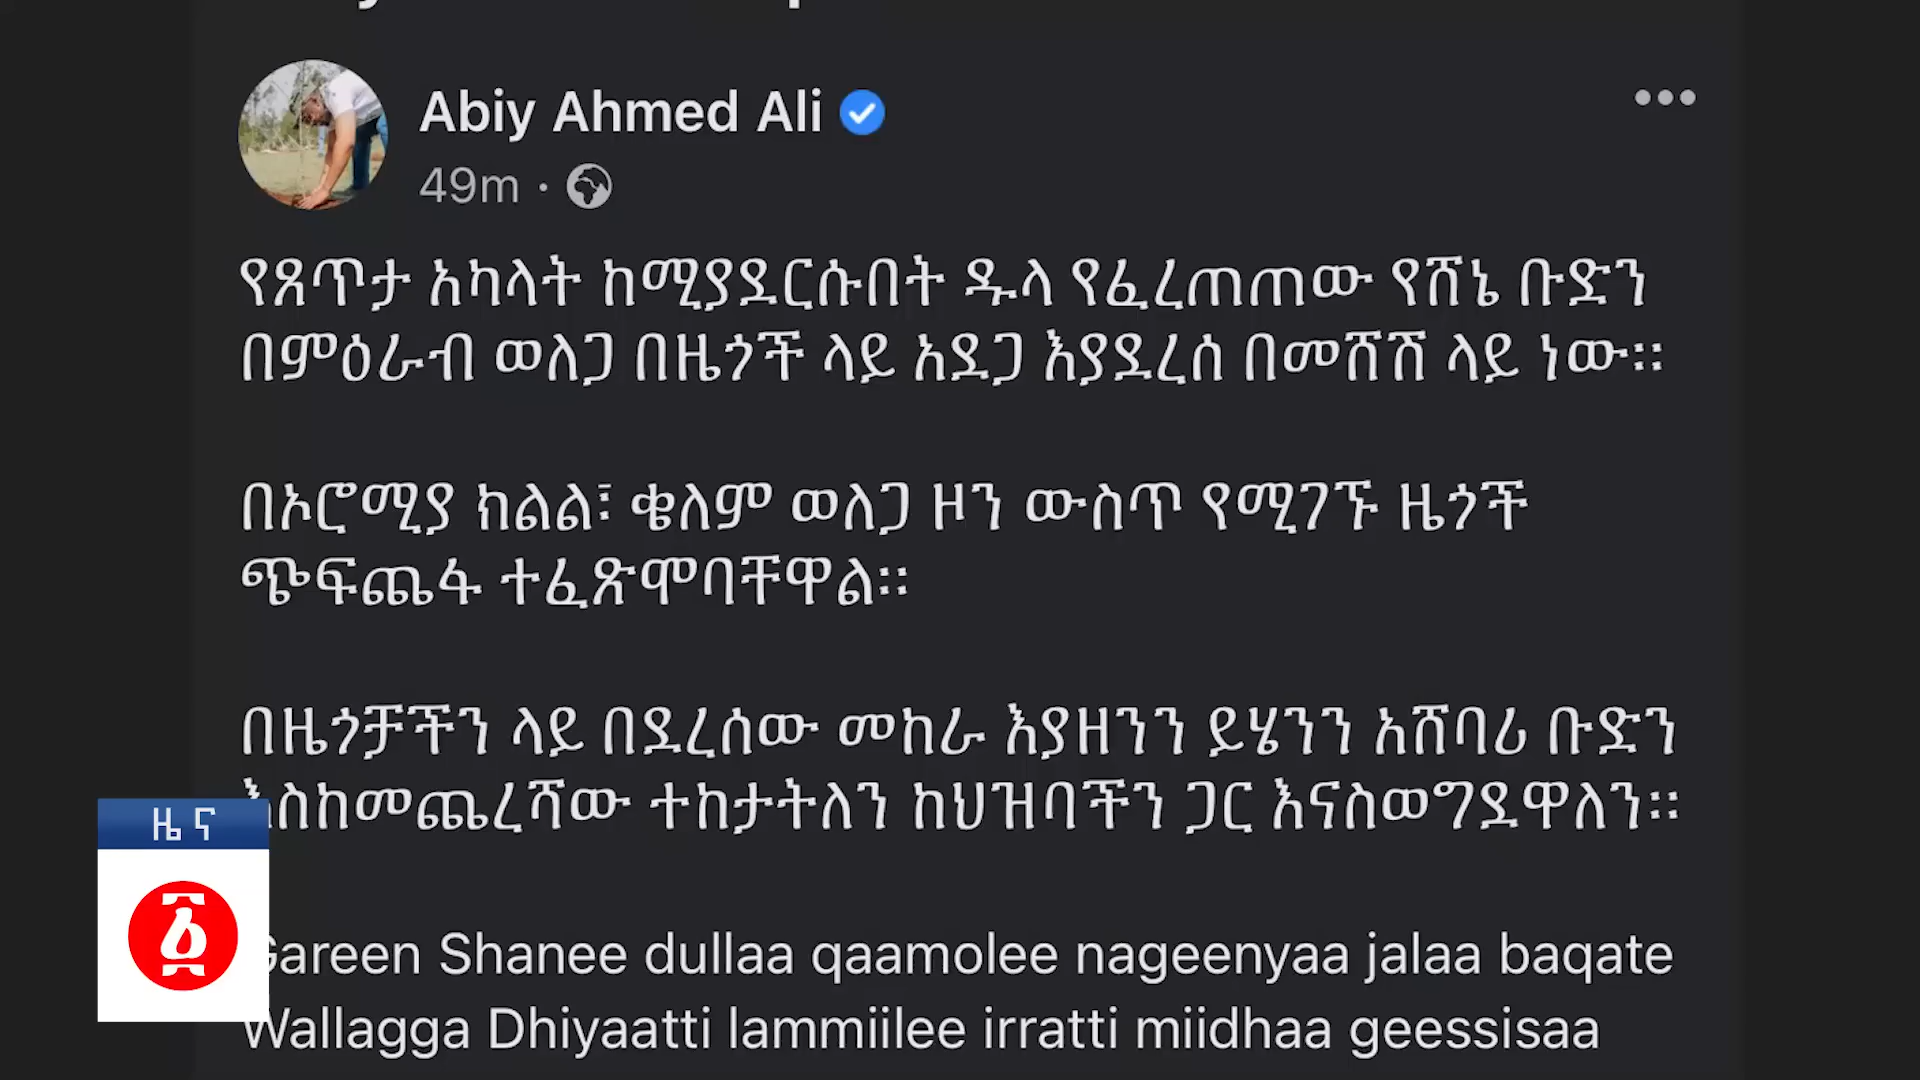 Abiy Ahmed Ali
49m ·
የጸጥታ አካላት ከሚያደርሱበት ዱላ የፈረጠጠው የሸኔ ቡድን
በምዕራብ ወለጋ በዜጎች ላይ አደጋ እያደረሰ በመሸሽ ላይ ነው፡፡
በኦሮሚያ ክልል፣ ቄለም ወለጋ ዞን ውስጥ የሚገኙ ዜጎች
ጭፍጨፋ ተፈጽሞባቸዋል፡፡
በዜጎቻችን ላይ በደረሰው መከራ እያዘንን ይሄንን አሸባሪ ቡድን
እስከመጨረሻው ተከታትለን ከህዝባችን ጋር እናስወግደዋለን፡፡
ዜና
Gareen Shanee dullaa qaamolee nageenyaa jalaa baqate
Wallagga Dhiyaatti lammiilee irratti miidhaa geessisaa